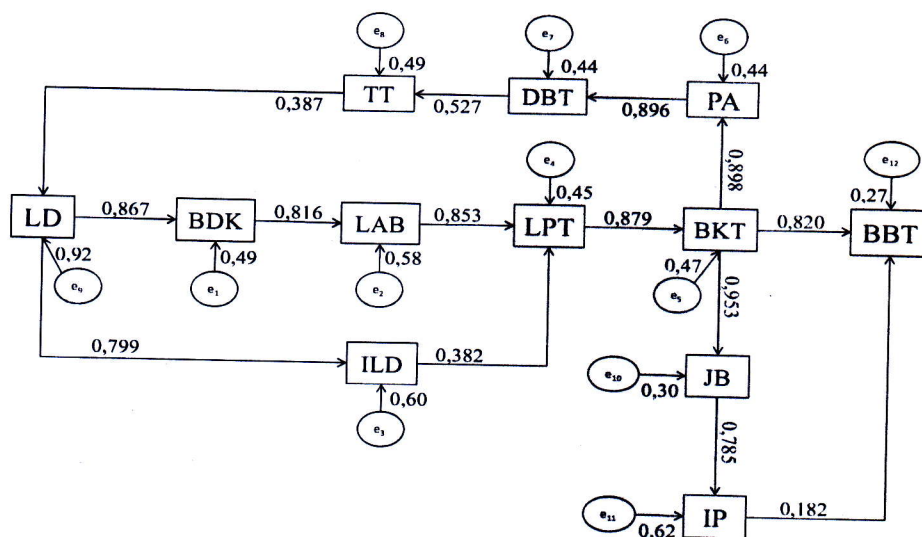 e₈
e₇
e₆
0,49
0,44
0,44
TT
DBT
PA
0,387
0,527
0,896
0,898
e₄
e₁₂
0,45
0,27
LD
0,867
BDK
0,816
LAB
0,853
LPT
0,879
BKT
0,820
BBT
0,92
0,49
0,58
0,47
e₉
e₁
e₂
e₅
0,953
0,799
ILD
0,382
e₁₀
0,30
JB
0,60
e₃
0,785
e₁₁
0,62
IP
0,182